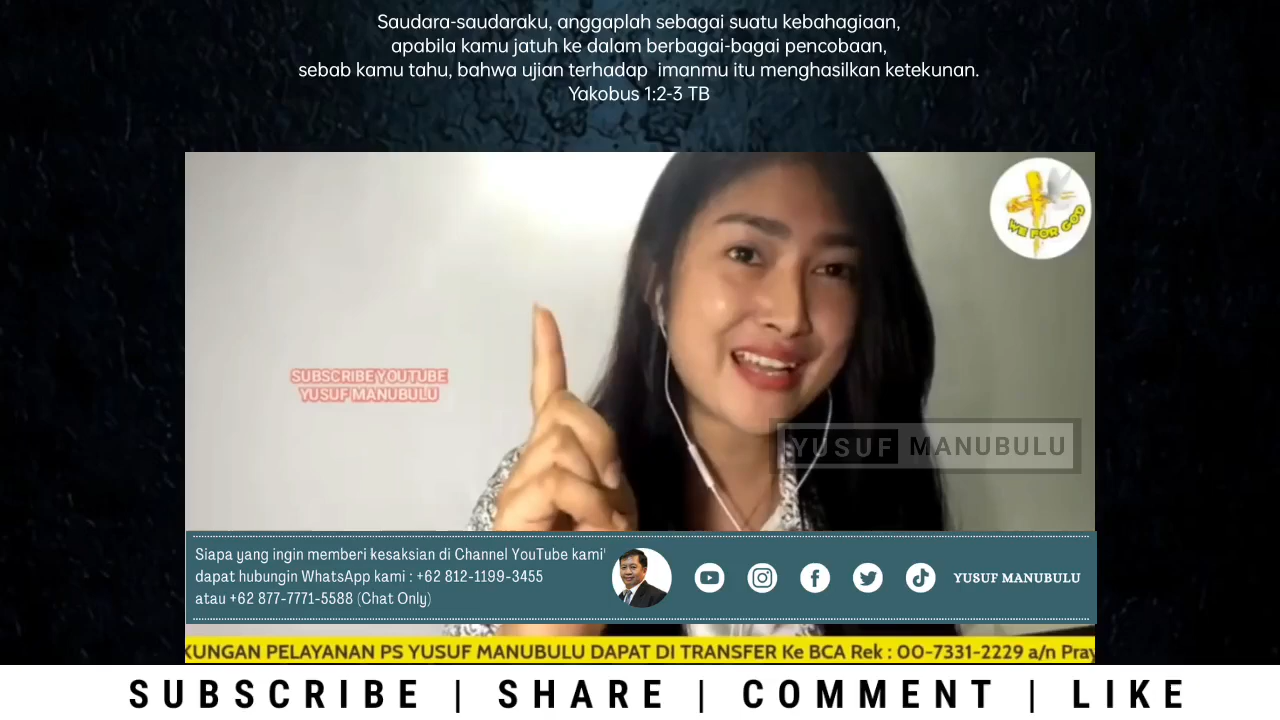 Saudara-saudaraku, anggaplah sebagai suatu kebahagiaan,
apabila kamu jatuh ke dalam berbagai-bagai pencobaan,
sebab kamu tahu, bahwa ujian terhadap imanmu itu menghasilkan ketekunan.
Yakobus 1:2-3 TB
WE FOR GOD
SUBSCRIBE YOUTUBE
YUSUF MANUBULU
YUSUF MANUBULU
Siapa yang ingin memberi kesaksian di Channel YouTube kami'
dapat hubungin WhatsApp kami : +62 812-1199-3455
atau +62 877-7771-5588 (Chat Only)
YUSUF MANUBULU
KUNGAN PELAYANAN PS YUSUF MANUBULU DAPAT DI TRANSFER Ke BCA Rek : 00-7331-2229 a/n Pray
SUBSCRIBE | SHARE | COMMENT | LIKE